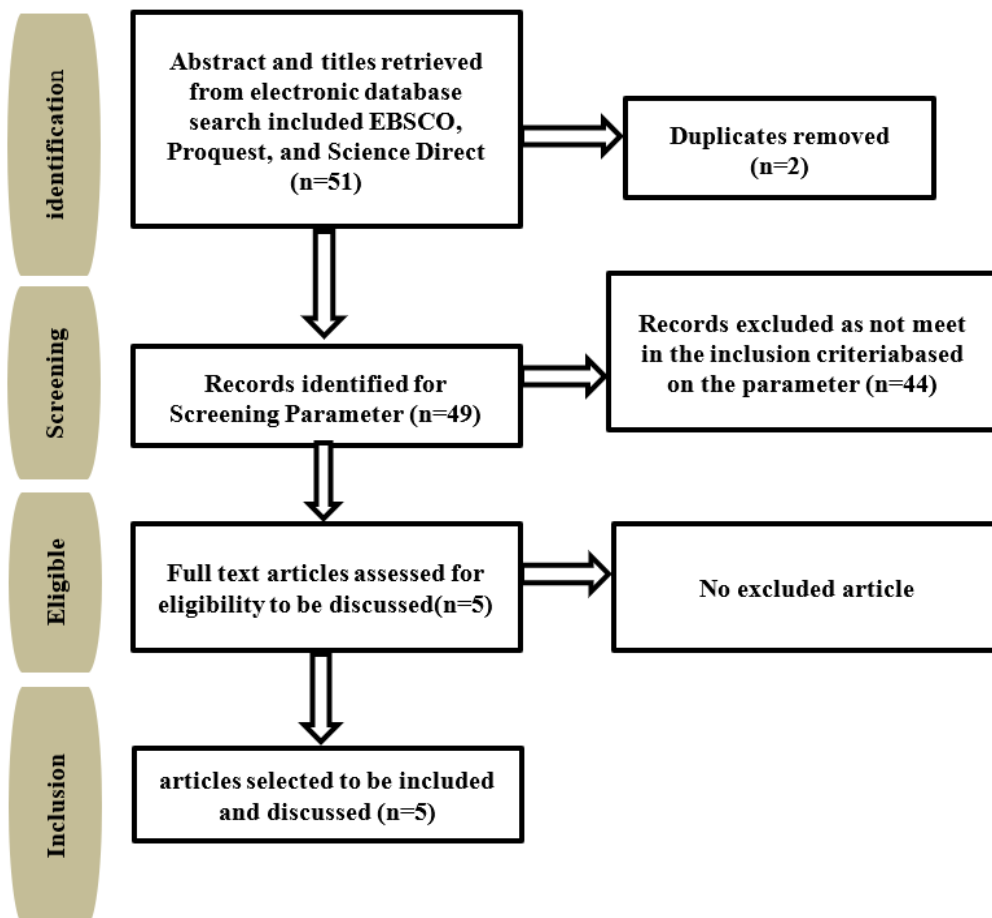 identification
Abstract and titles retrieved
from electronic database
search included EBSCO,
Proquest, and Science Direct
(n=51)
Duplicates removed
(n=2)
Screening
Records identified for
Screening Parameter (n=49)
Records excluded as not meet
in the inclusion criteriabased
on the parameter (n=44)
Eligible
Full text articles assessed for
eligibility to be discussed(n=5)
No excluded article
Inclusion
articles selected to be included
and discussed (n=5)